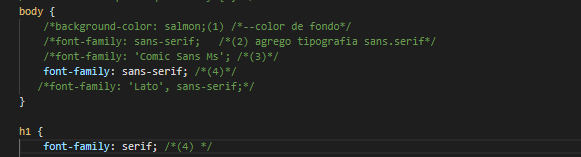 body {
/*background-color: salmon;(1) /*--color de fondo*/
/*font-family: sans-serif;   /*(2) agrego tipografia sans.serif*/
/*font-family: 'Comic Sans Ms'; /*(3)*/
font-family: sans-serif; /*(4)*/
/*font-family: 'Lato', sans-serif;*/
}
h1 {
font-family: serif; /*(4) */